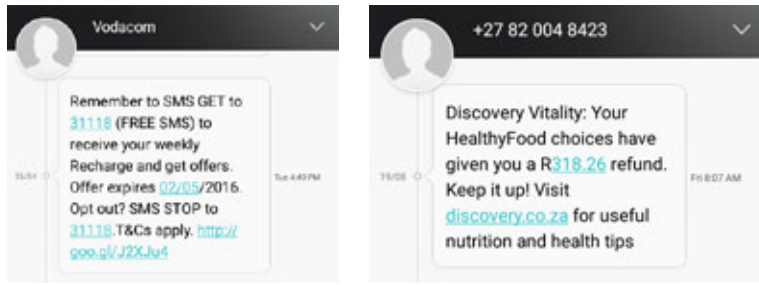 Vodacom
Remember to SMS GET to
31118 (FREE SMS) to
receive your weekly
Recharge and get offers.
Offer expires 02/05/2016.
Opt out? SMS STOP to
31118.T&Cs apply. http://
goo.gl/J2XJu4
Tue 4:49 PM
+27 82 004 8423
Discovery Vitality: Your
HealthyFood choices have
given you a R318.26 refund.
Keep it up! Visit
discovery.co.za for useful
nutrition and health tips
19/08
Fri 8:07 AM